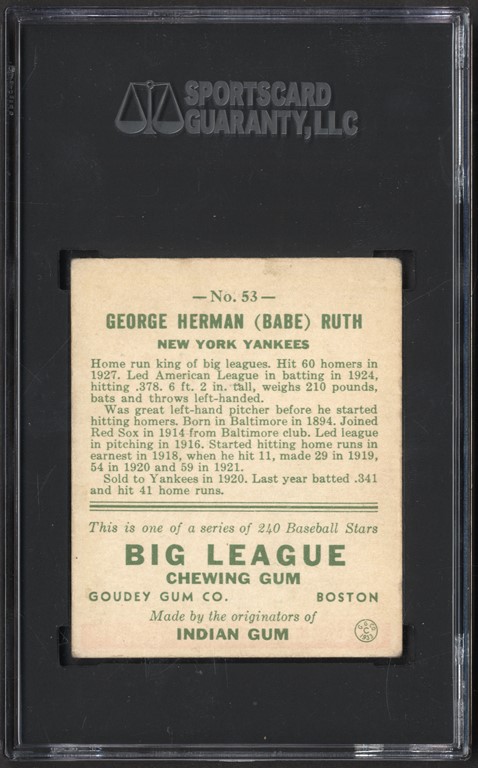 SPORTSCARD
GUARANTY, LLC
— No. 53 —
GEORGE HERMAN (BABE) RUTH
NEW YORK YANKEES
Home run king of big leagues. Hit 60 homers in
1927. Led American League in batting in 1924,
hitting .378. 6 ft. 2 in. tall, weighs 210 pounds,
bats and throws left-handed.
Was great left-hand pitcher before he started
hitting homers. Born in Baltimore in 1894. Joined
Red Sox in 1914 from Baltimore club. Led league
in pitching in 1916. Started hitting home runs in
earnest in 1918, when he hit 11, made 29 in 1919,
54 in 1920 and 59 in 1921.
Sold to Yankees in 1920. Last year batted .341
and hit 41 home runs.
This is one of a series of 240 Baseball Stars
BIG LEAGUE
CHEWING GUM
GOUDEY GUM CO. BOSTON
Made by the originators of
INDIAN GUM